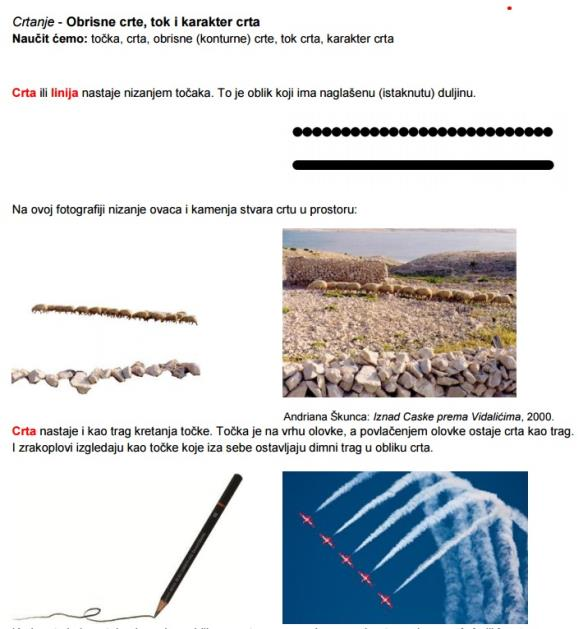 Crtanje - Obrisne crte, tok i karakter crta
Naučit ćemo: točka, crta, obrisne (konturne) crte, tok crta, karakter crta
Crta ili linija nastaje nizanjem točaka. To je oblik koji ima naglašenu (istaknutu) duljinu.
Na ovoj fotografiji nizanje ovaca i kamenja stvara crtu u prostoru:
Andriana Škunca: Iznad Caske prema Vidalićima, 2000.
Crta nastaje i kao trag kretanja točke. Točka je na vrhu olovke, a povlačenjem olovke ostaje crta kao trag.
I zrakoplovi izgledaju kao točke koje iza sebe ostavljaju dimni trag u obliku crta.